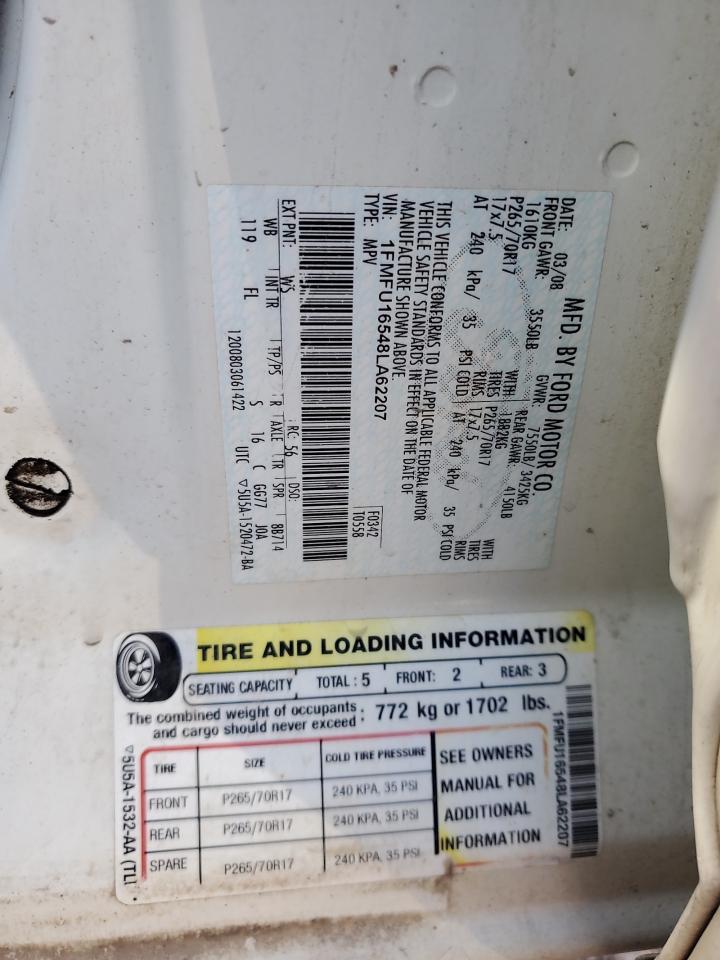 MFD. BY FORD MOTOR CO.
DATE: 03/08 GVWR: 7550LB/ 3425KG
FRONT GAWR: 3550LB REAR GAWR: 4150LB
1610KG WITH 1882KG WITH
P265/70R17 TIRES P265/70R17 TIRES
17x7.5 RIMS 17x7.5 RIMS
AT 240 kPa/ 35 PSI COLD AT 240 kPa/ 35 PSI COLD
THIS VEHICLE CONFORMS TO ALL APPLICABLE FEDERAL MOTOR
VEHICLE SAFETY STANDARDS IN EFFECT ON THE DATE OF
MANUFACTURE SHOWN ABOVE.
VIN: 1FMFU16548LA62207
TYPE: MPV
F0342
T0558
EXT PNT: WS RC: 56 DSO:
WB INT TR TP/PS R AXLE TR SPR 8B714
119 FL S 16 C GG77 JOA
1200803061422 UTC ▽5U5A-1520472-BA
TIRE AND LOADING INFORMATION
SEATING CAPACITY TOTAL : 5 FRONT: 2 REAR: 3
The combined weight of occupants and cargo should never exceed : 772 kg or 1702 lbs.
TIRE SIZE COLD TIRE PRESSURE
FRONT P265/70R17 240 KPA, 35 PSI
REAR P265/70R17 240 KPA, 35 PSI
SPARE P265/70R17 240 KPA, 35 PSI
SEE OWNERS
MANUAL FOR
ADDITIONAL
INFORMATION
▽5U5A-1532-AA (TLI
1FMFU16548LA62207